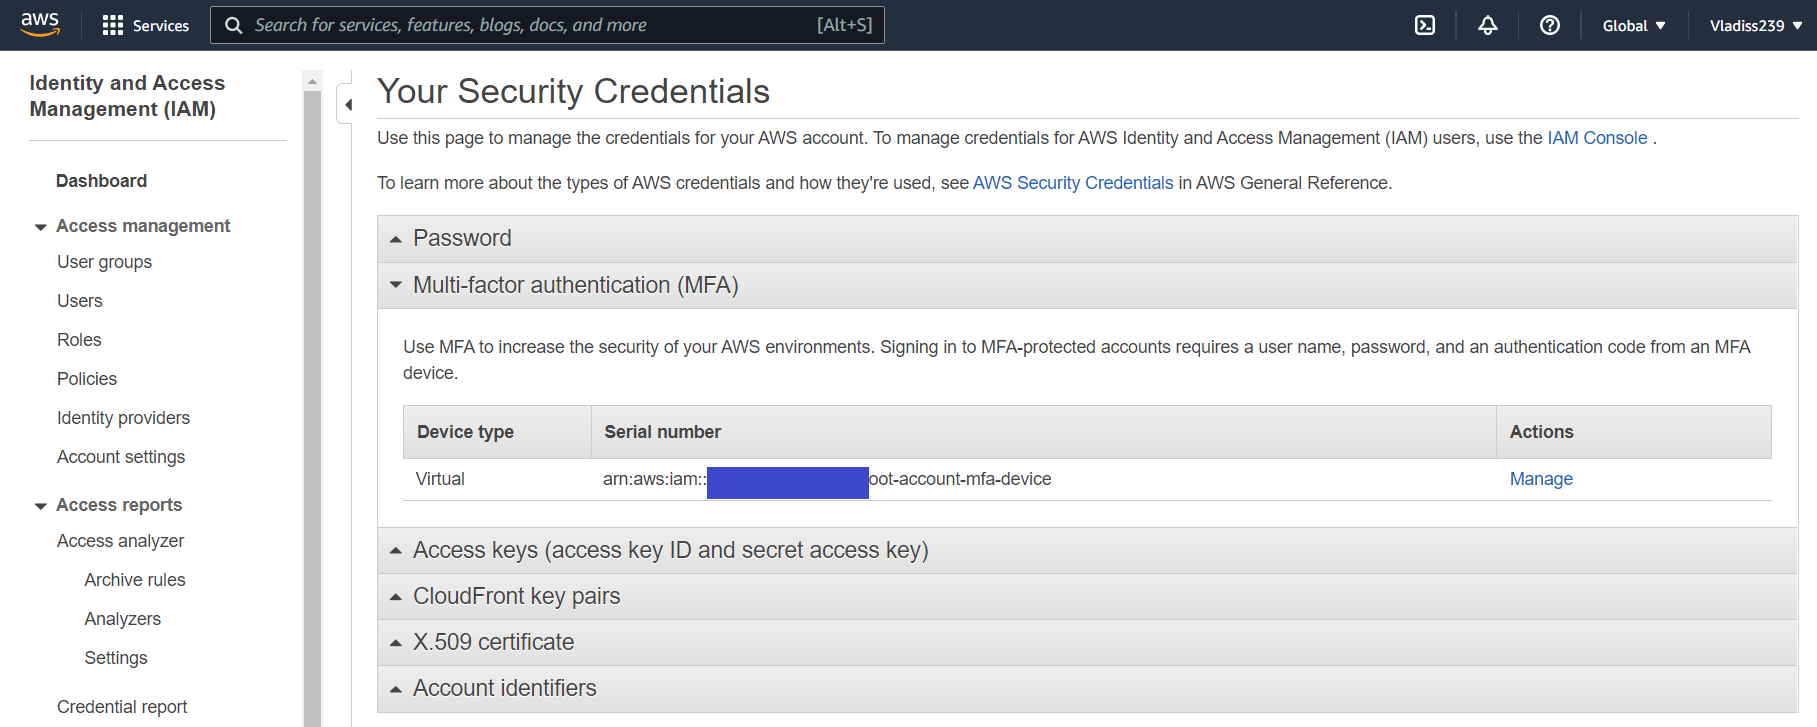 aws
Services
Search for services, features, blogs, docs, and more
[Alt+S]
Global
Vladiss239
Identity and Access
Management (IAM)
Dashboard
Access management
User groups
Users
Roles
Policies
Identity providers
Account settings
Access reports
Access analyzer
Archive rules
Analyzers
Settings
Credential report
Your Security Credentials
Use this page to manage the credentials for your AWS account. To manage credentials for AWS Identity and Access Management (IAM) users, use the IAM Console .
To learn more about the types of AWS credentials and how they're used, see AWS Security Credentials in AWS General Reference.
Password
Multi-factor authentication (MFA)
Use MFA to increase the security of your AWS environments. Signing in to MFA-protected accounts requires a user name, password, and an authentication code from an MFA
device.
Device type Serial number Actions
Virtual arn:aws:iam:: oot-account-mfa-device Manage
Access keys (access key ID and secret access key)
CloudFront key pairs
X.509 certificate
Account identifiers